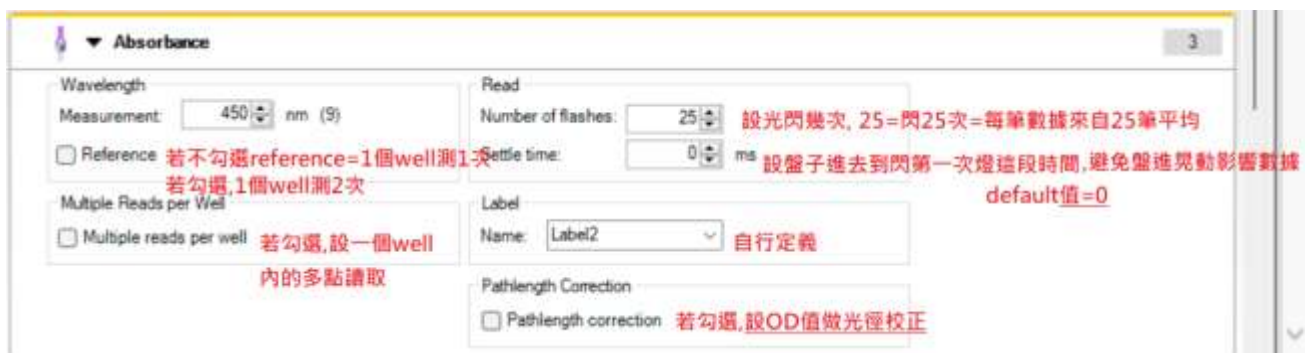 Absorbance
3
Wavelength
Measurement: 450 nm (9)
Reference 若不勾選reference=1個well測1次
若勾選,1個well測2次
Read
Number of flashes: 25 設光閃幾次, 25=閃25次=每筆數據來自25筆平均
Settle time: 0 ms 設盤子進去到閃第一次燈這段時間,避免盤進晃動影響數據
default值=0
Multiple Reads per Well
Multiple reads per well 若勾選,設一個well
內的多點讀取
Label
Name: Label2 自行定義
Pathlength Correction
Pathlength correction 若勾選,設OD值做光徑校正